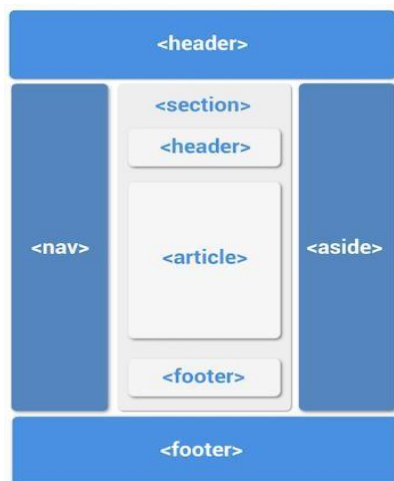 <header>
<section>
<header>
<nav>
<article>
<aside>
<footer>
<footer>